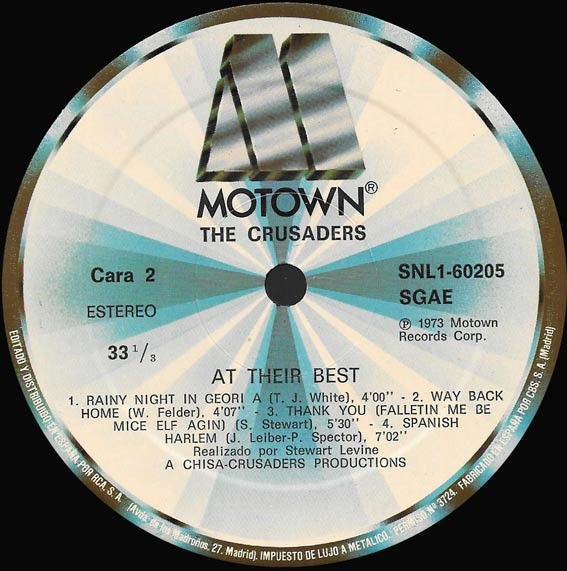 MOTOWN®
THE CRUSADERS
Cara 2
ESTEREO
33 1/3
SNL1-60205
SGAE
℗ 1973 Motown
Records Corp.
AT THEIR BEST
1. RAINY NIGHT IN GEORI A (T. J. White), 4'00'' - 2. WAY BACK
HOME (W. Felder), 4'07'' - 3. THANK YOU (FALLETIN ME BE
MICE ELF AGIN) (S. Stewart), 5'30'' - 4. SPANISH
HARLEM (J. Leiber-P. Spector), 7'02''
Realizado por Stewart Levine
A CHISA-CRUSADERS PRODUCTIONS
EDITADO Y DISTRIBUIDO EN ESPAÑA POR RCA, S. A. (Avda. de los Madroños, 27. Madrid). IMPUESTO DE LUJO A METALICO. PERMISO Nº 3724. FABRICADO EN ESPAÑA POR CBS. S. A. (Madrid)